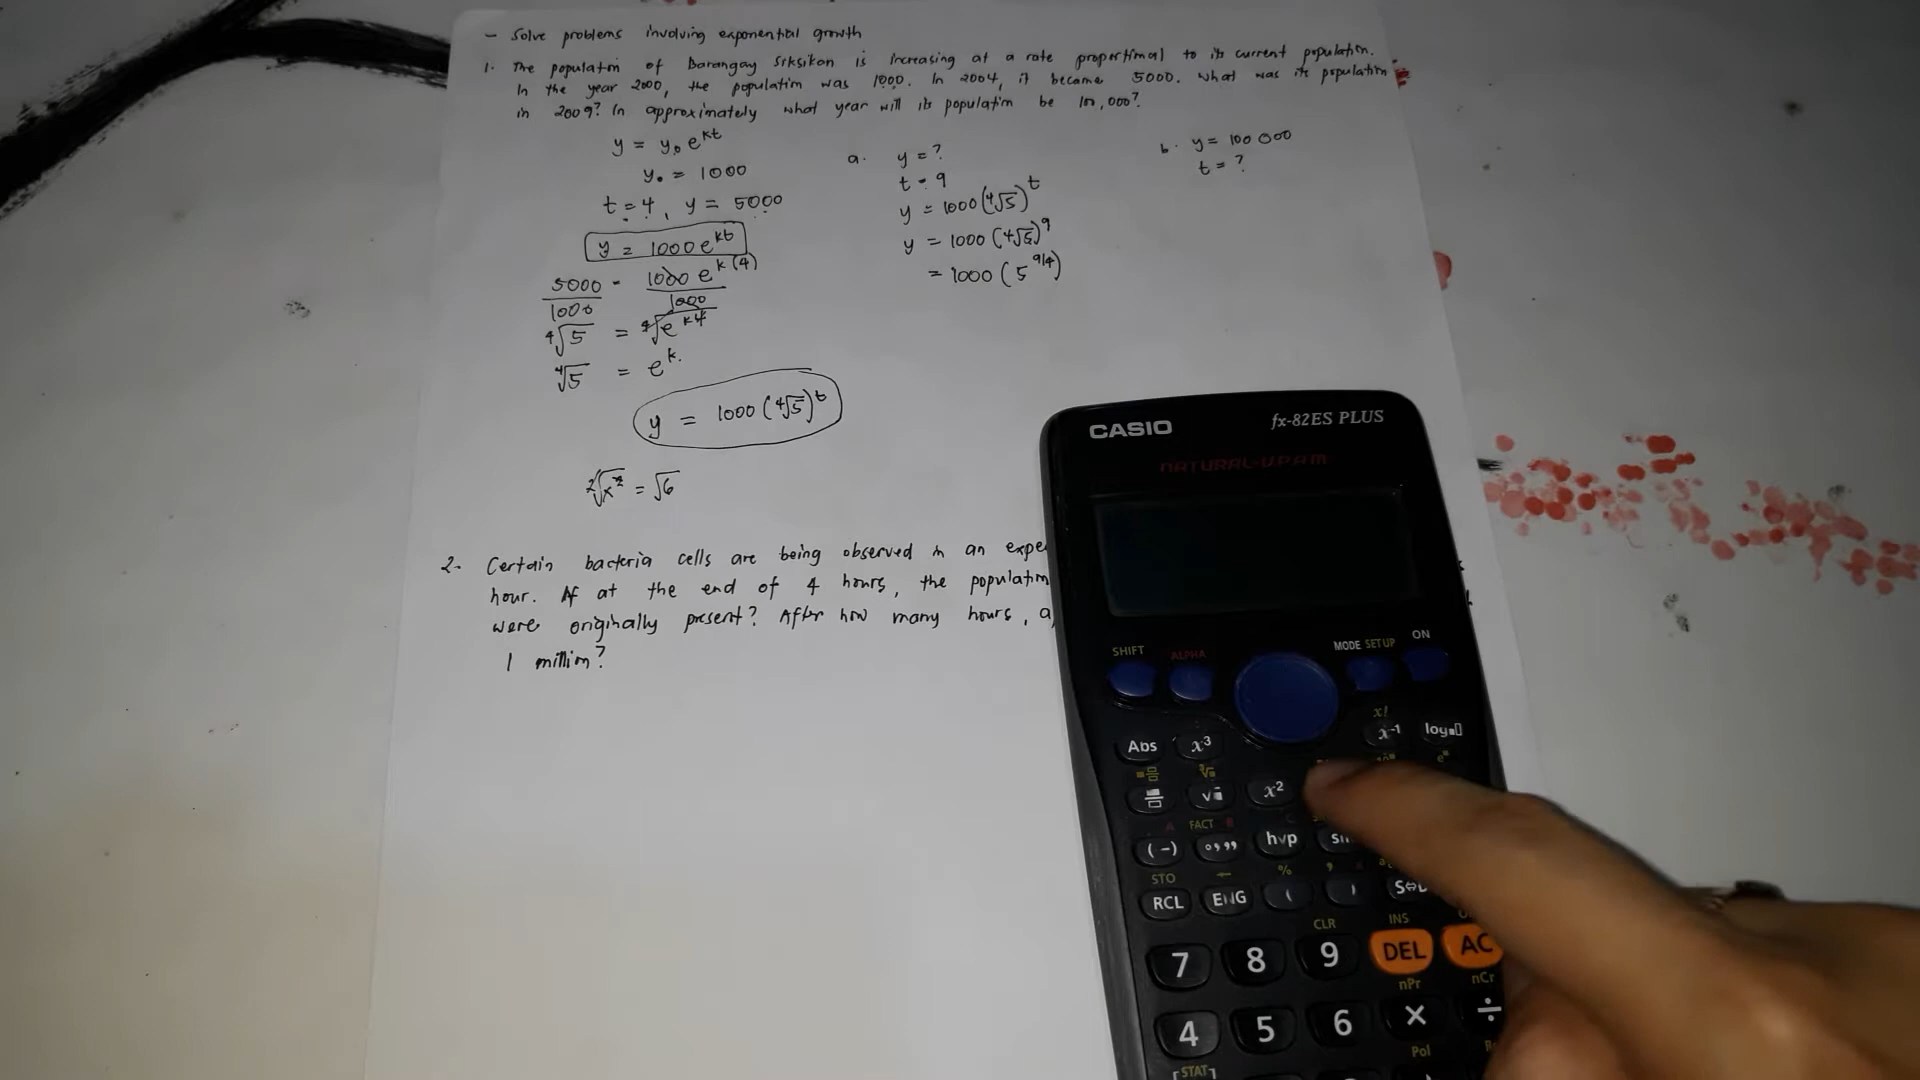 - Solve problems involving exponential growth
1. The population of Barangay Siksikan is increasing at a rate proportional to its current population.
In the year 2000, the population was 1000. In 2004, it became 5000. What was its population
in 2009? In approximately what year will its population be 100,000?
y = y₀ e^kt
y₀ = 1000
t = 4, y = 5000
y = 1000 e^kt
5000/1000 = 1000 e^k(4)/1000
⁴√5 = ⁴√e^k4
⁴√5 = e^k.
y = 1000 (⁴√5)^t
²√x² = √6
a. y = ?
t = 9
y = 1000 (⁴√5)^t
y = 1000 (⁴√5)^9
= 1000 (5^9/4)
b. y = 100 000
t = ?
2. Certain bacteria cells are being observed in an expe
hour. If at the end of 4 hours, the population
were originally present? After how many hours, a
1 million?
CASIO fx-82ES PLUS
NATURAL-V.P.A.M.
SHIFT ALPHA MODE SETUP ON
x!
Abs x³ x⁻¹ log
√ x²
FACT
(-) hyp
STO % 
RCL ENG ( )
CLR INS
7 8 9 DEL AC
nPr nCr
4 5 6 × ÷
Pol
STAT